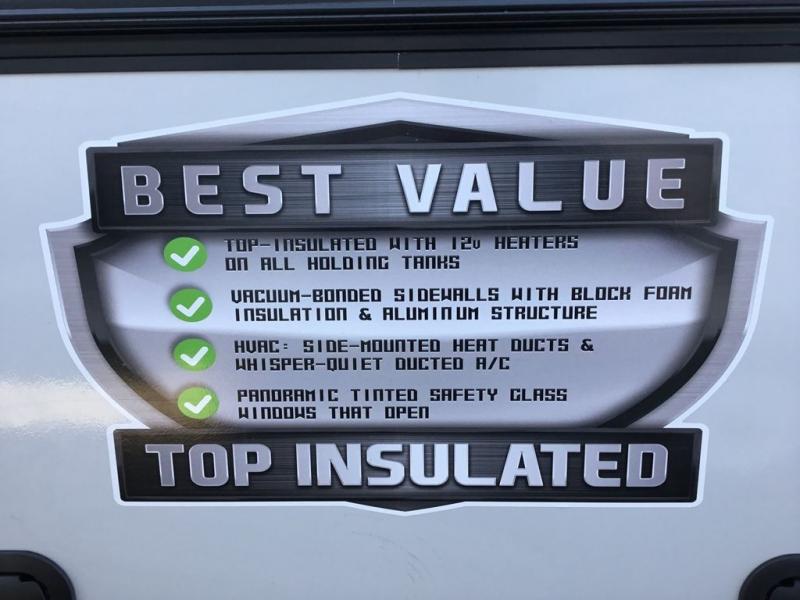 BEST VALUE
TOP-INSULATED WITH 12v HEATERS
ON ALL HOLDING TANKS
VACUUM-BONDED SIDEWALLS WITH BLOCK FOAM
INSULATION & ALUMINUM STRUCTURE
HVAC: SIDE-MOUNTED HEAT DUCTS &
WHISPER-QUIET DUCTED A/C
PANORAMIC TINTED SAFETY GLASS
WINDOWS THAT OPEN
TOP INSULATED